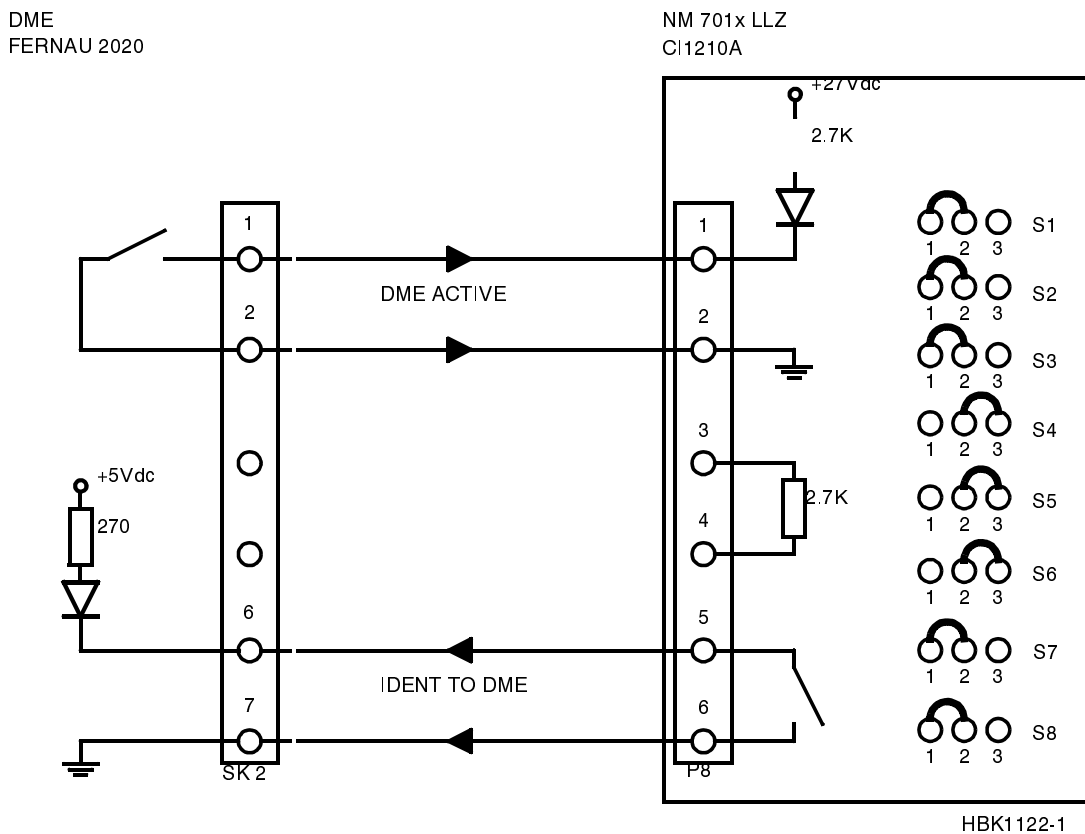 DME
FERNAU 2020
NM 701x LLZ
CI1210A
+27Vdc
2.7K
1
1
1 2 3 S1
DME ACTIVE
2
2
1 2 3 S2
1 2 3 S3
3
1 2 3 S4
+5Vdc
270
2.7K
4
1 2 3 S5
6
5
1 2 3 S6
IDENT TO DME
1 2 3 S7
7
6
1 2 3 S8
SK 2
P8
HBK1122-1